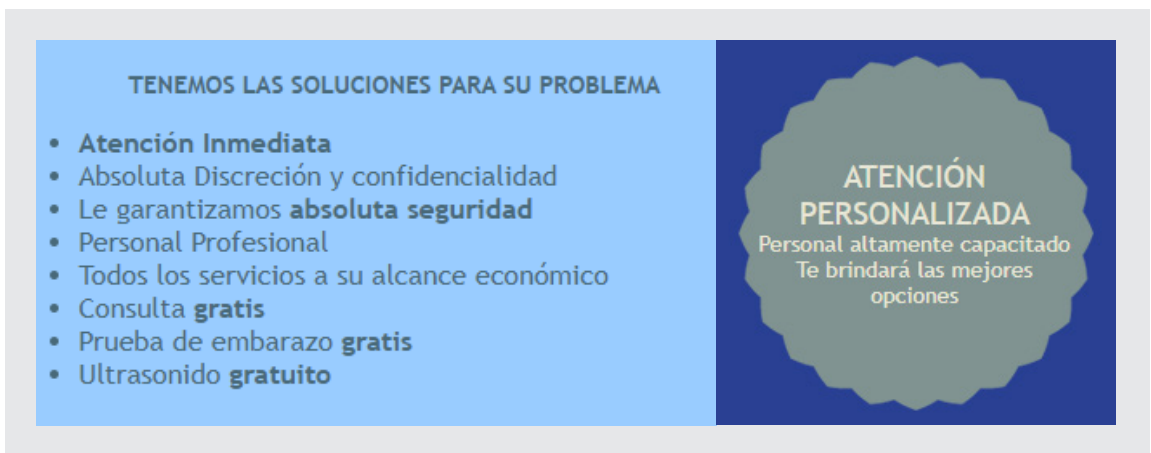 TENEMOS LAS SOLUCIONES PARA SU PROBLEMA
• Atención Inmediata
• Absoluta Discreción y confidencialidad
• Le garantizamos absoluta seguridad
• Personal Profesional
• Todos los servicios a su alcance económico
• Consulta gratis
• Prueba de embarazo gratis
• Ultrasonido gratuito
ATENCIÓN
PERSONALIZADA
Personal altamente capacitado
Te brindará las mejores
opciones